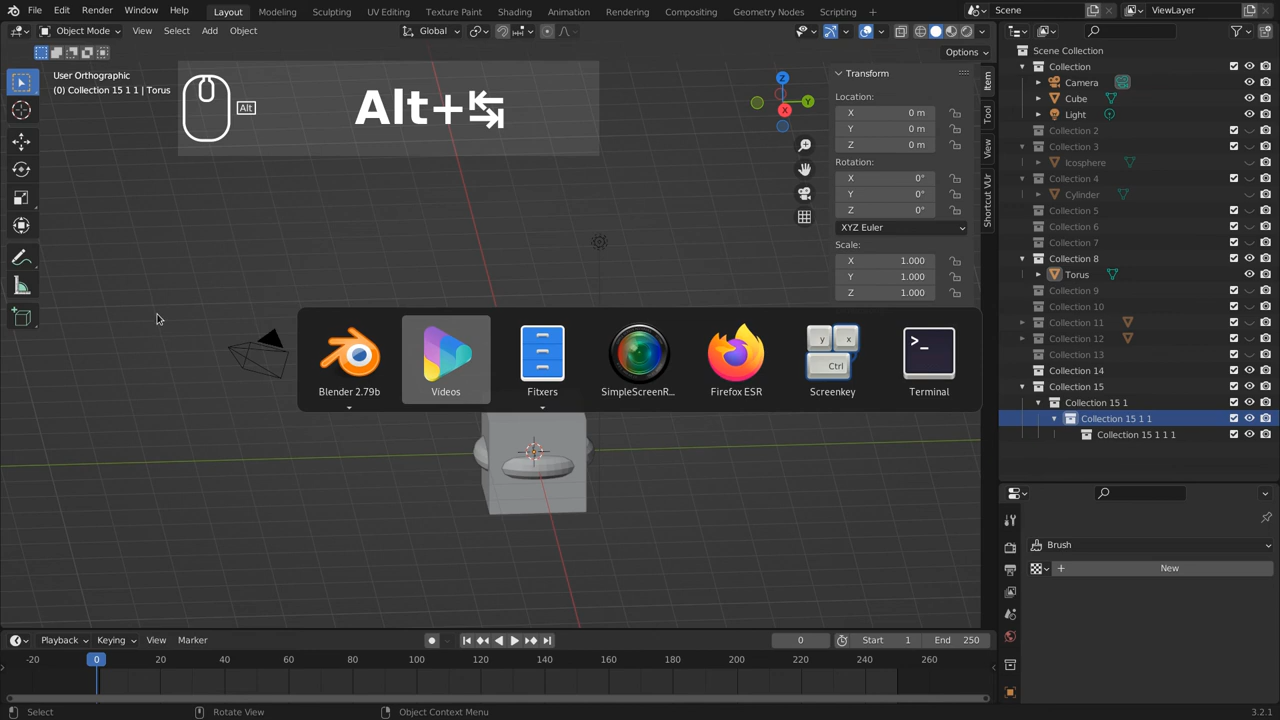 File Edit Render Window Help Layout Modeling Sculpting UV Editing Texture Paint Shading Animation Rendering Compositing Geometry Nodes Scripting + Scene ViewLayer
Object Mode View Select Add Object Global
Options
User Orthographic
(0) Collection 15 1 1 | Torus
Alt
Alt+↹
Z
Y
X
Transform
Location:
X 0 m
Y 0 m
Z 0 m
Rotation:
X 0°
Y 0°
Z 0°
XYZ Euler
Scale:
X 1.000
Y 1.000
Z 1.000
Item
Tool
View
Shortcut VUr
Scene Collection
Collection
Camera
Cube
Light
Collection 2
Collection 3
Icosphere
Collection 4
Cylinder
Collection 5
Collection 6
Collection 7
Collection 8
Torus
Collection 9
Collection 10
Collection 11
Collection 12
Collection 13
Collection 14
Collection 15
Collection 15 1
Collection 15 1 1
Collection 15 1 1 1
y x
Ctrl
>_
Blender 2.79b Videos Fitxers SimpleScreenR... Firefox ESR Screenkey Terminal
Brush
+ New
Playback Keying View Marker 0 Start 1 End 250
-20 0 20 40 60 80 100 120 140 160 180 200 220 240 260
Select Rotate View Object Context Menu 3.2.1